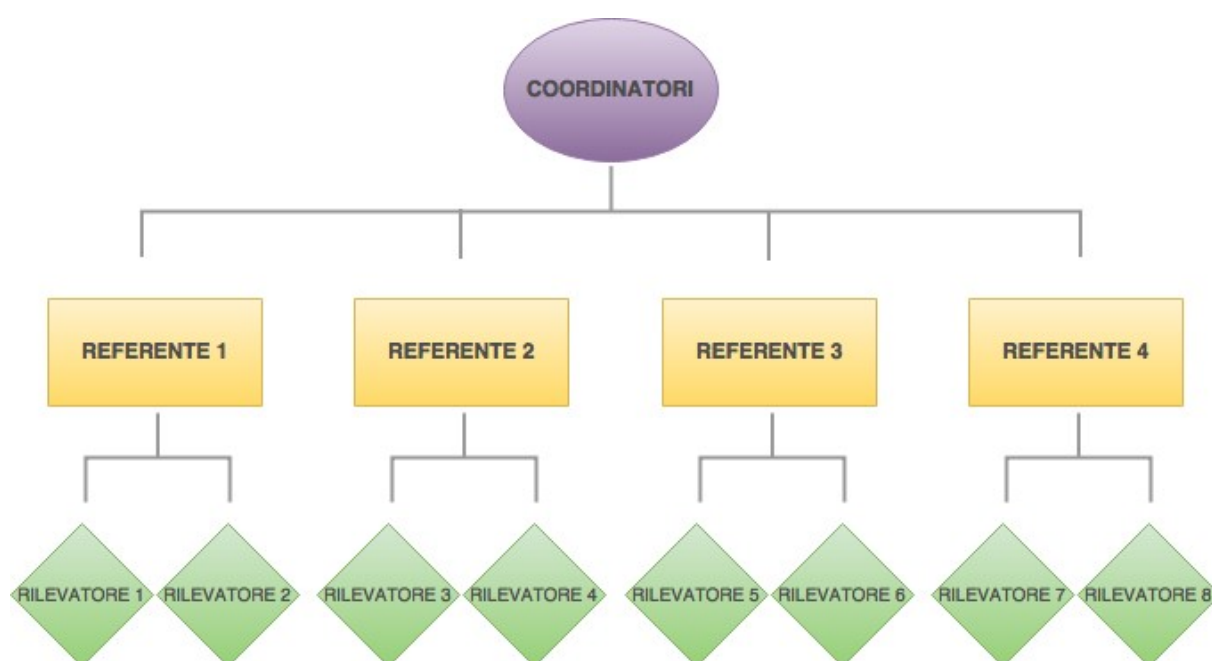 COORDINATORI
REFERENTE 1
REFERENTE 2
REFERENTE 3
REFERENTE 4
RILEVATORE 1
RILEVATORE 2
RILEVATORE 3
RILEVATORE 4
RILEVATORE 5
RILEVATORE 6
RILEVATORE 7
RILEVATORE 8